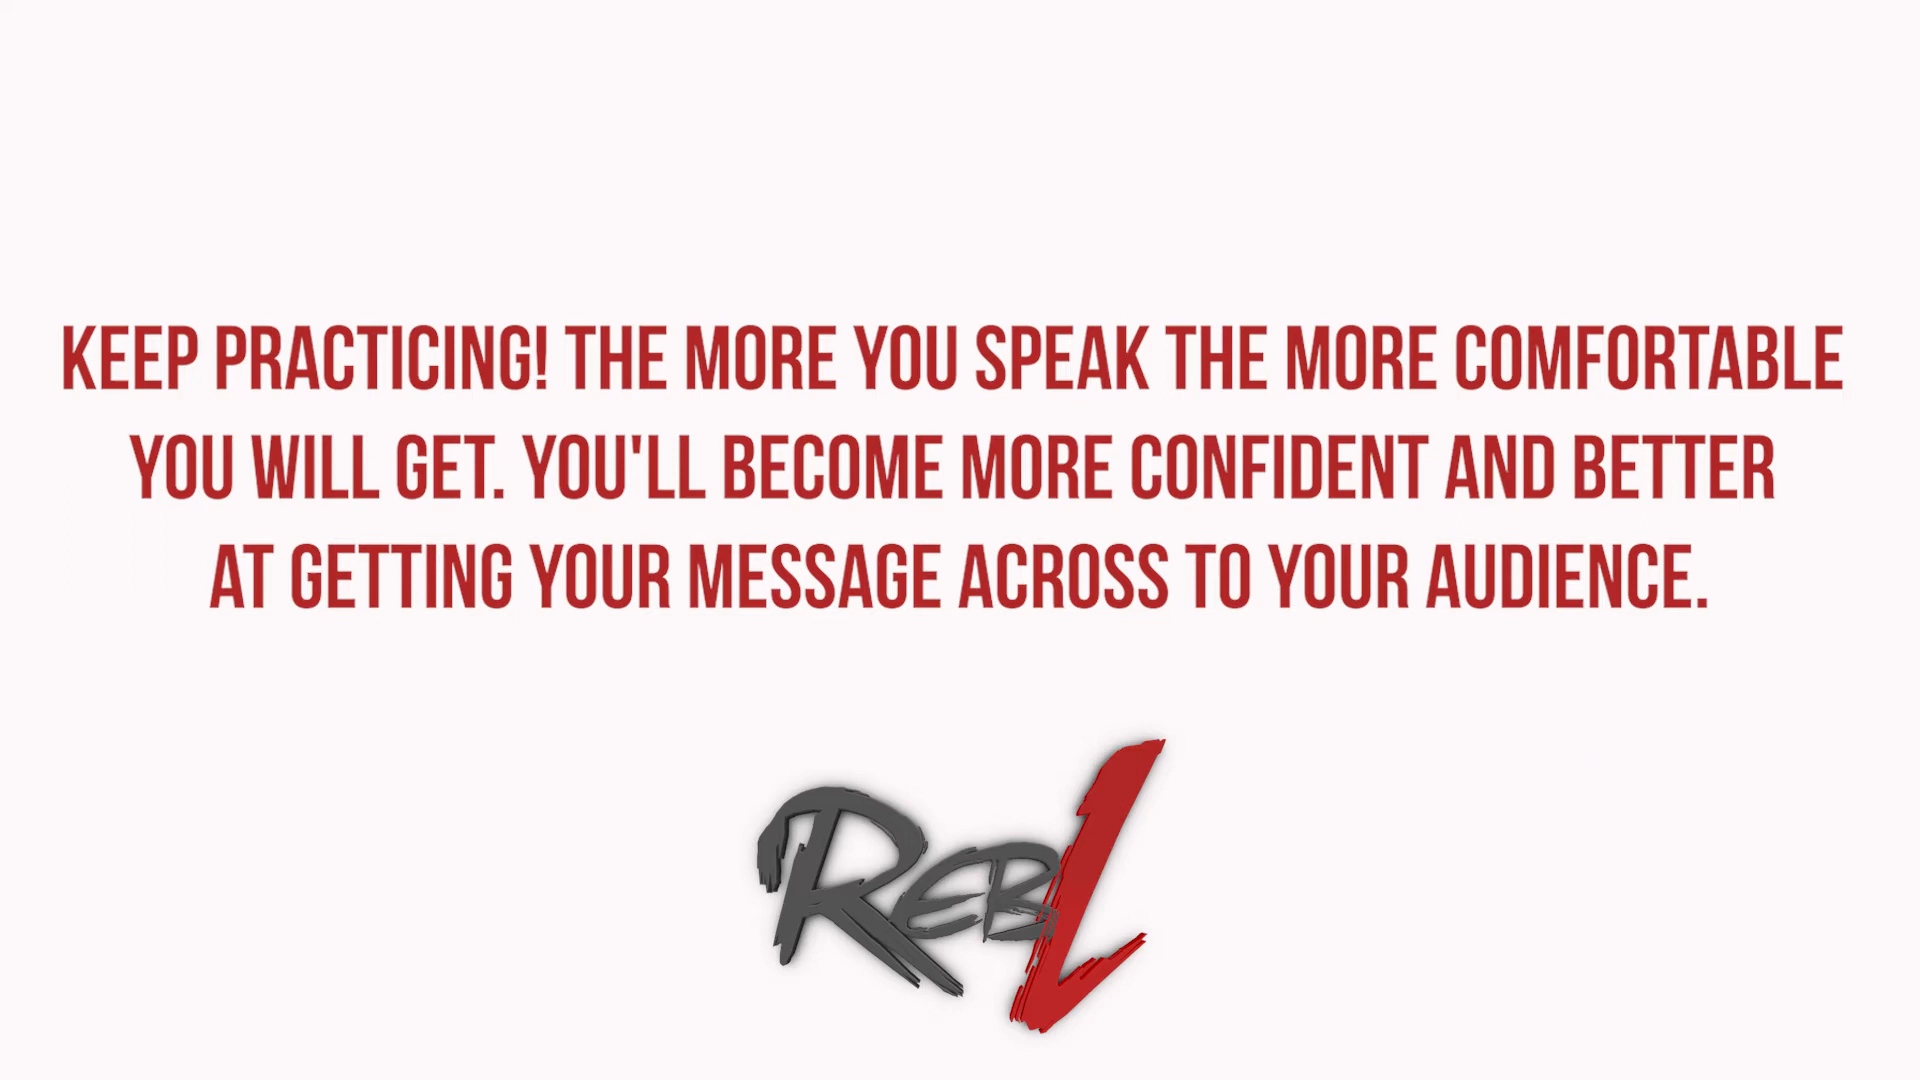 KEEP PRACTICING! THE MORE YOU SPEAK THE MORE COMFORTABLE
YOU WILL GET. YOU'LL BECOME MORE CONFIDENT AND BETTER
AT GETTING YOUR MESSAGE ACROSS TO YOUR AUDIENCE.
REBL